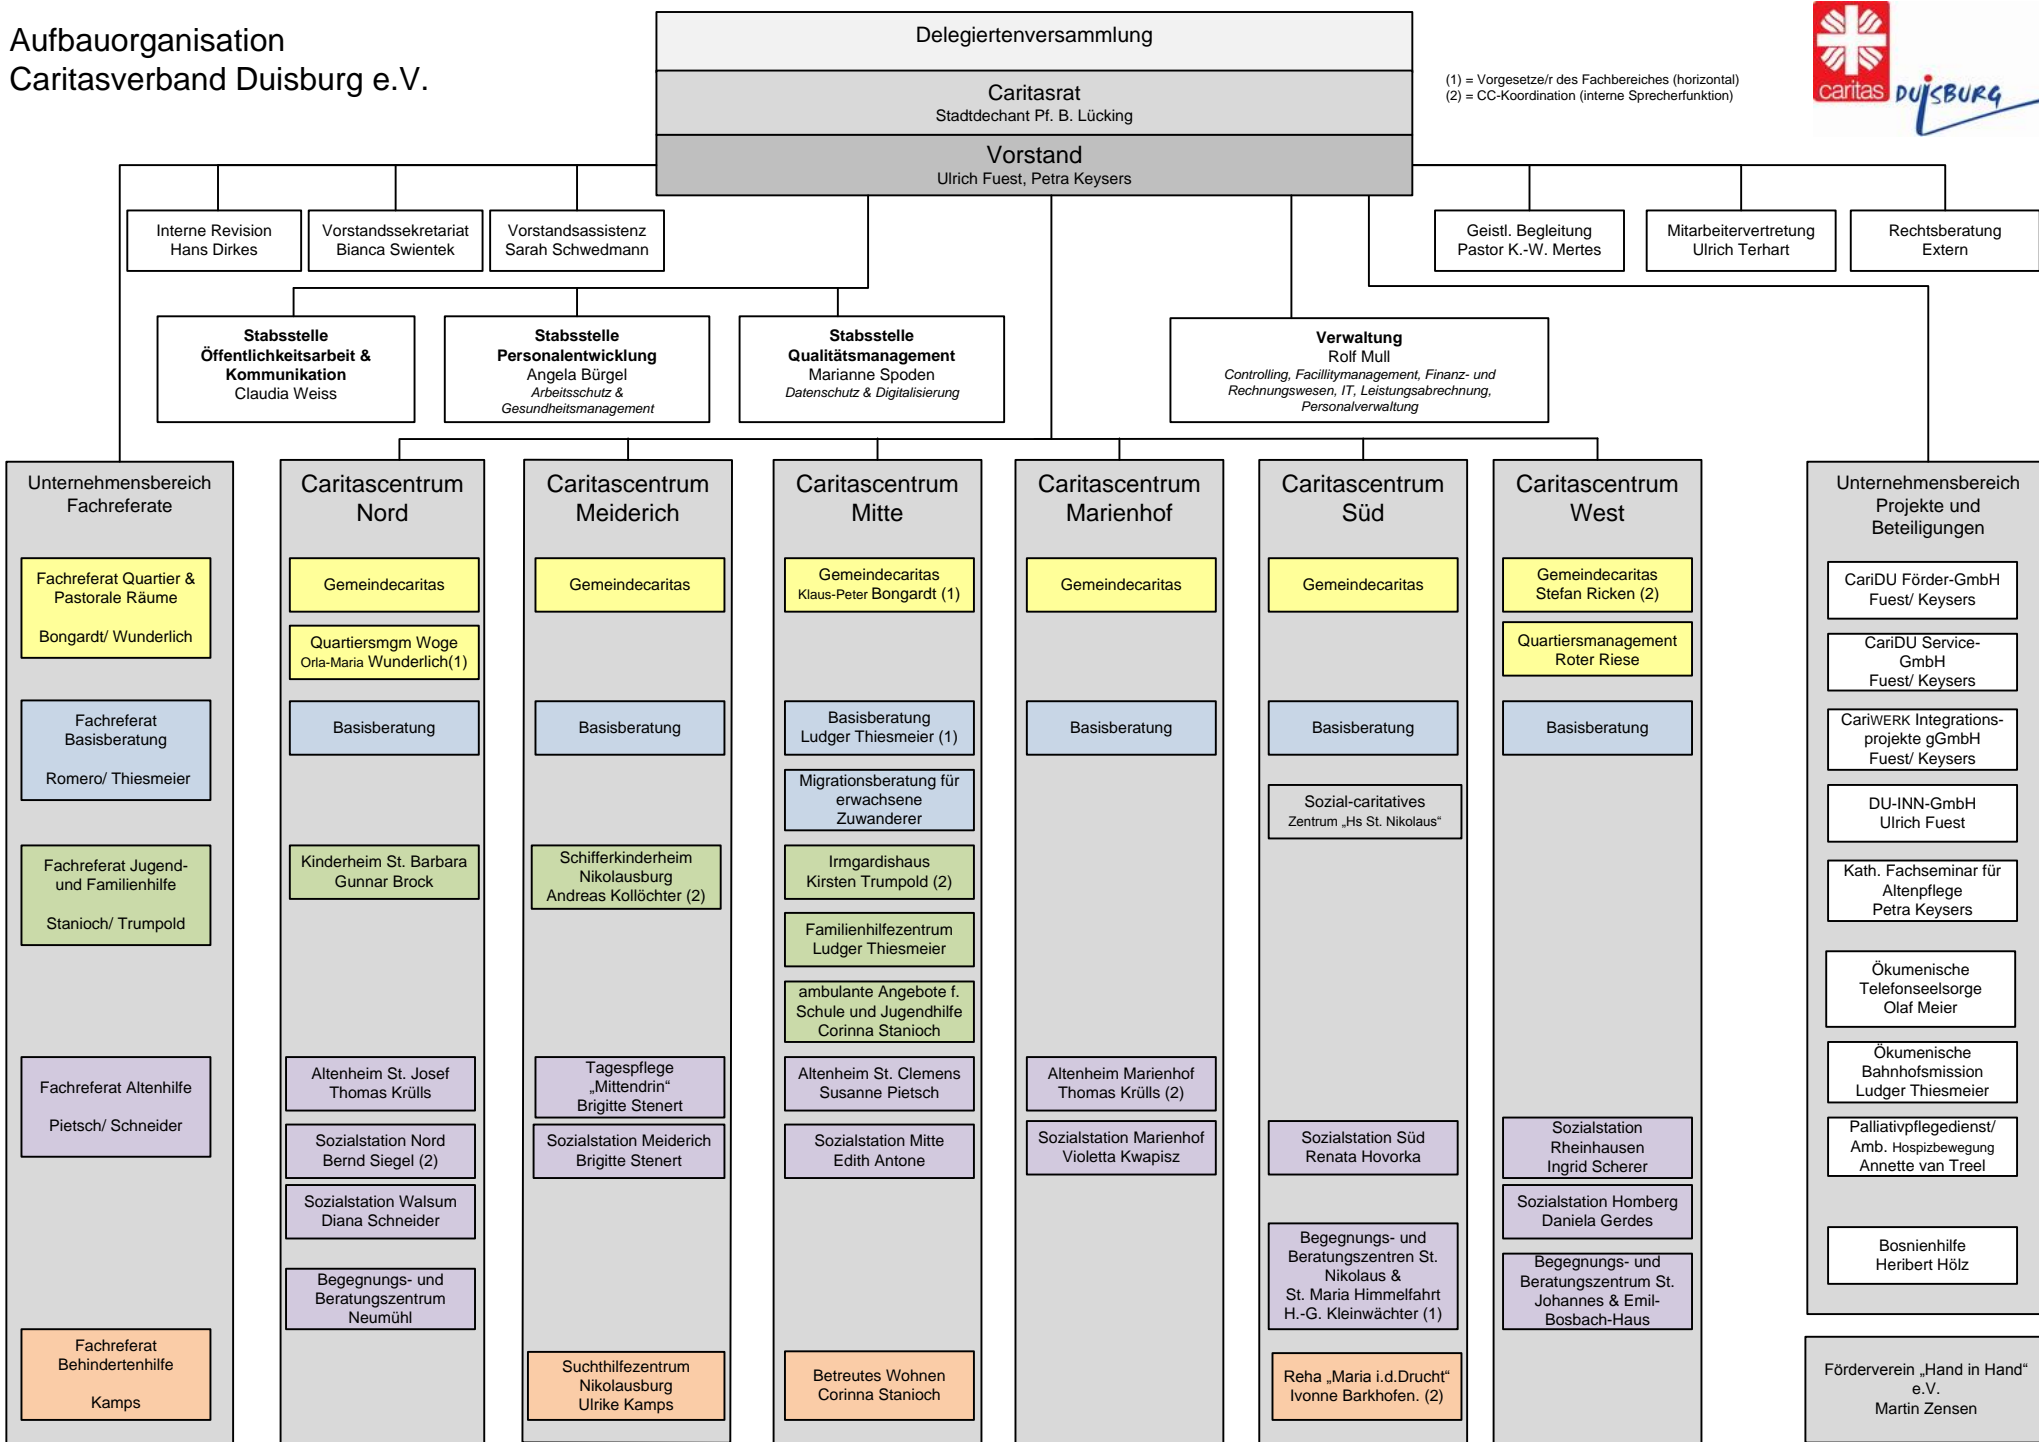 Aufbauorganisation
Caritasverband Duisburg e.V.
Delegiertenversammlung
Caritasrat
Stadtdechant Pf. B. Lücking
Vorstand
Ulrich Fuest, Petra Keysers
(1) = Vorgesetze/r des Fachbereiches (horizontal)
(2) = CC-Koordination (interne Sprecherfunktion)
caritas DUISBURG
Interne Revision
Hans Dirkes
Vorstandssekretariat
Bianca Swientek
Vorstandsassistenz
Sarah Schwedmann
Geistl. Begleitung
Pastor K.-W. Mertes
Mitarbeitervertretung
Ulrich Terhart
Rechtsberatung
Extern
Stabsstelle
Öffentlichkeitsarbeit &
Kommunikation
Claudia Weiss
Stabsstelle
Personalentwicklung
Angela Bürgel
Arbeitsschutz &
Gesundheitsmanagement
Stabsstelle
Qualitätsmanagement
Marianne Spoden
Datenschutz & Digitalisierung
Verwaltung
Rolf Mull
Controlling, Facillitymanagement, Finanz- und
Rechnungswesen, IT, Leistungsabrechnung,
Personalverwaltung
Unternehmensbereich
Fachreferate
Fachreferat Quartier &
Pastorale Räume
Bongardt/ Wunderlich
Fachreferat
Basisberatung
Romero/ Thiesmeier
Fachreferat Jugend-
und Familienhilfe
Stanioch/ Trumpold
Fachreferat Altenhilfe
Pietsch/ Schneider
Fachreferat
Behindertenhilfe
Kamps
Caritascentrum
Nord
Gemeindecaritas
Quartiersmgm Woge
Orla-Maria Wunderlich(1)
Basisberatung
Kinderheim St. Barbara
Gunnar Brock
Altenheim St. Josef
Thomas Krülls
Sozialstation Nord
Bernd Siegel (2)
Sozialstation Walsum
Diana Schneider
Begegnungs- und
Beratungszentrum
Neumühl
Caritascentrum
Meiderich
Gemeindecaritas
Basisberatung
Schifferkinderheim
Nikolausburg
Andreas Kollöchter (2)
Tagespflege
„Mittendrin"
Brigitte Stenert
Sozialstation Meiderich
Brigitte Stenert
Suchthilfezentrum
Nikolausburg
Ulrike Kamps
Caritascentrum
Mitte
Gemeindecaritas
Klaus-Peter Bongardt (1)
Basisberatung
Ludger Thiesmeier (1)
Migrationsberatung für
erwachsene
Zuwanderer
Irmgardishaus
Kirsten Trumpold (2)
Familienhilfezentrum
Ludger Thiesmeier
ambulante Angebote f.
Schule und Jugendhilfe
Corinna Stanioch
Altenheim St. Clemens
Susanne Pietsch
Sozialstation Mitte
Edith Antone
Betreutes Wohnen
Corinna Stanioch
Caritascentrum
Marienhof
Gemeindecaritas
Basisberatung
Altenheim Marienhof
Thomas Krülls (2)
Sozialstation Marienhof
Violetta Kwapisz
Caritascentrum
Süd
Gemeindecaritas
Basisberatung
Sozial-caritatives
Zentrum „Hs St. Nikolaus"
Sozialstation Süd
Renata Hovorka
Begegnungs- und
Beratungszentren St.
Nikolaus &
St. Maria Himmelfahrt
H.-G. Kleinwächter (1)
Reha „Maria i.d.Drucht"
Ivonne Barkhofen. (2)
Caritascentrum
West
Gemeindecaritas
Stefan Ricken (2)
Quartiersmanagement
Roter Riese
Basisberatung
Sozialstation
Rheinhausen
Ingrid Scherer
Sozialstation Homberg
Daniela Gerdes
Begegnungs- und
Beratungszentrum St.
Johannes & Emil-
Bosbach-Haus
Unternehmensbereich
Projekte und
Beteiligungen
CariDU Förder-GmbH
Fuest/ Keysers
CariDU Service-
GmbH
Fuest/ Keysers
CariWERK Integrations-
projekte gGmbH
Fuest/ Keysers
DU-INN-GmbH
Ulrich Fuest
Kath. Fachseminar für
Altenpflege
Petra Keysers
Ökumenische
Telefonseelsorge
Olaf Meier
Ökumenische
Bahnhofsmission
Ludger Thiesmeier
Palliativpflegedienst/
Amb. Hospizbewegung
Annette van Treel
Bosnienhilfe
Heribert Hölz
Förderverein „Hand in Hand"
e.V.
Martin Zensen